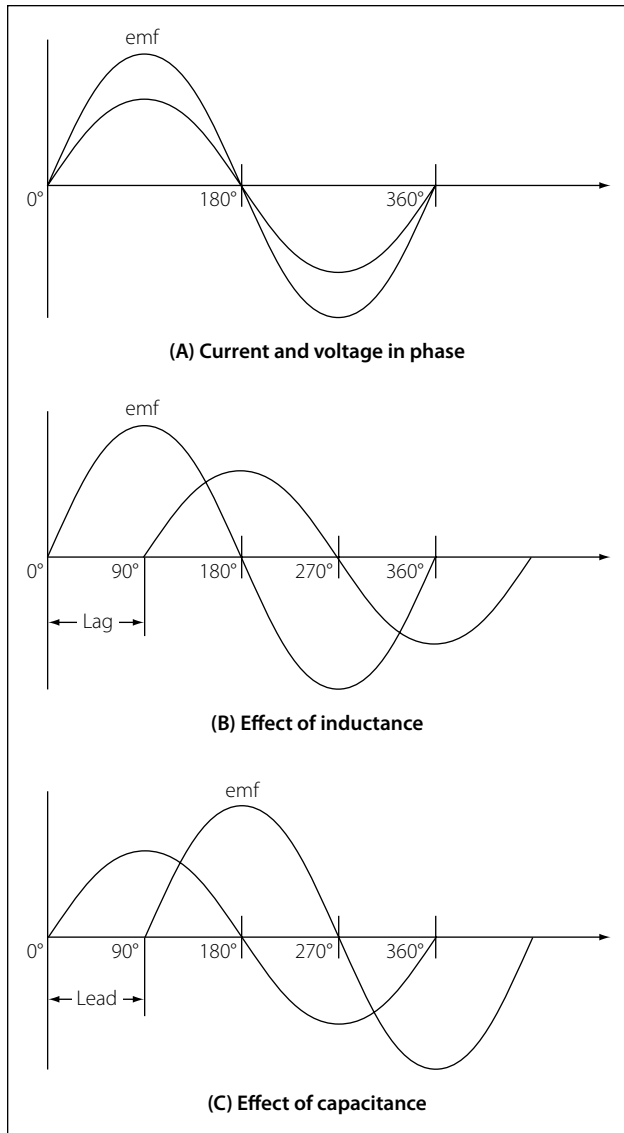 emf
0° 180° 360°
(A) Current and voltage in phase
emf
0° 90° 180° 270° 360°
Lag
(B) Effect of inductance
emf
0° 90° 180° 270° 360°
Lead
(C) Effect of capacitance